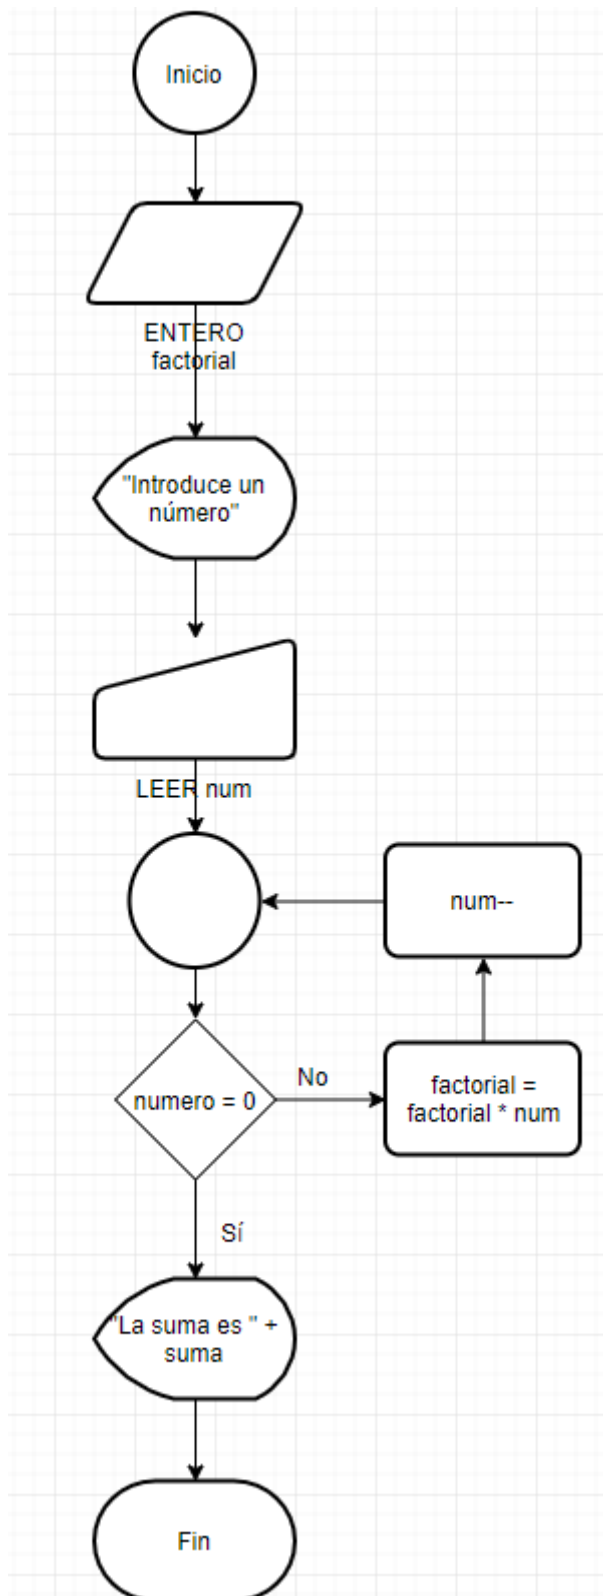 Inicio
ENTERO
factorial
"Introduce un
número"
LEER num
num--
numero = 0
No
factorial =
factorial * num
Sí
"La suma es " +
suma
Fin